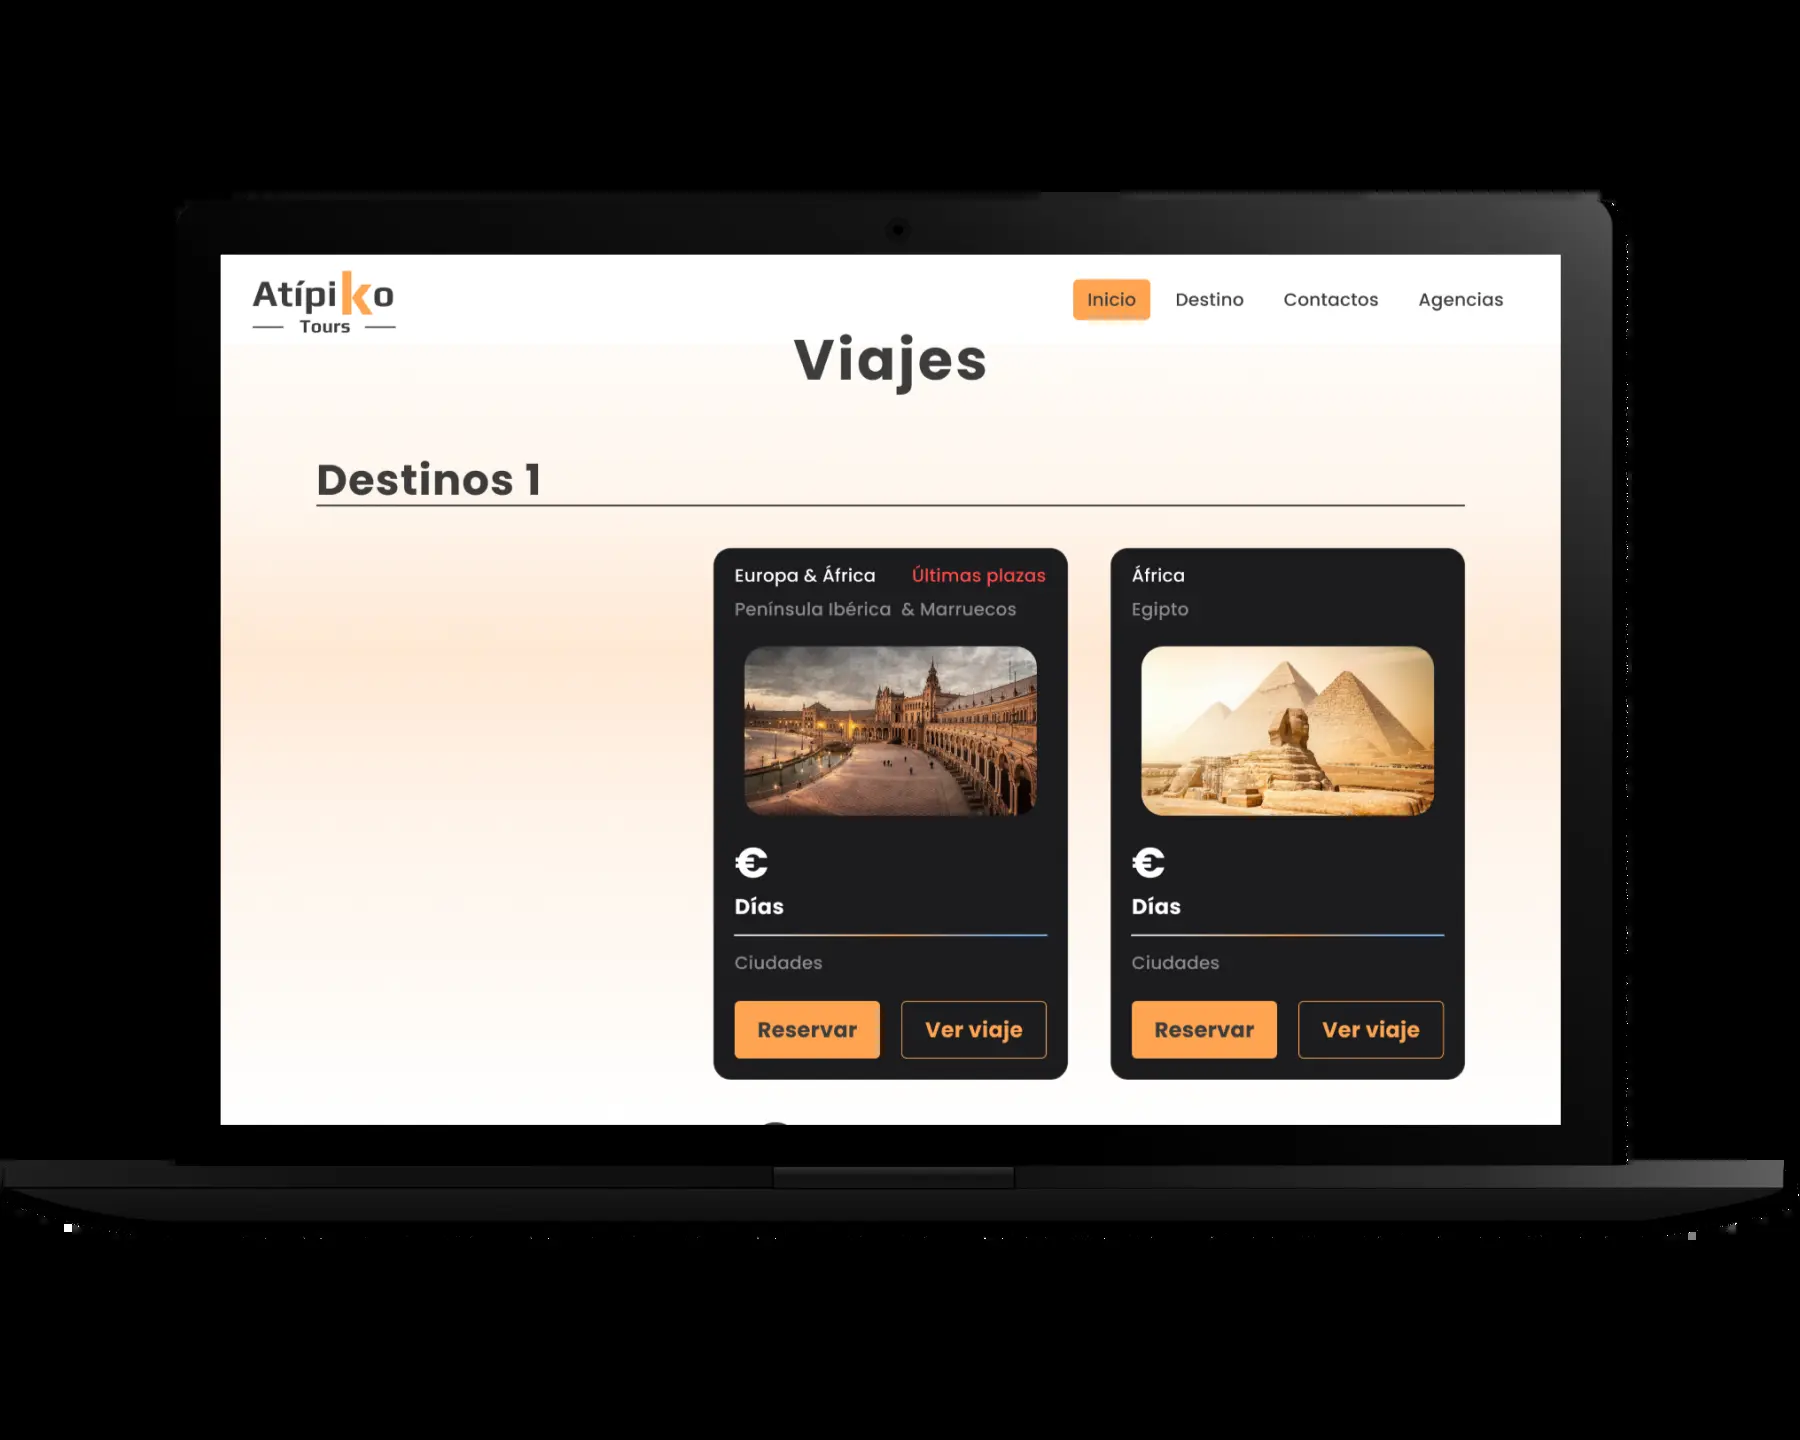 Atípiko
Tours
Inicio
Destino
Contactos
Agencias
Viajes
Destinos 1
Europa & África
Últimas plazas
Península Ibérica & Marruecos
€
Días
Ciudades
Reservar
Ver viaje
África
Egipto
€
Días
Ciudades
Reservar
Ver viaje